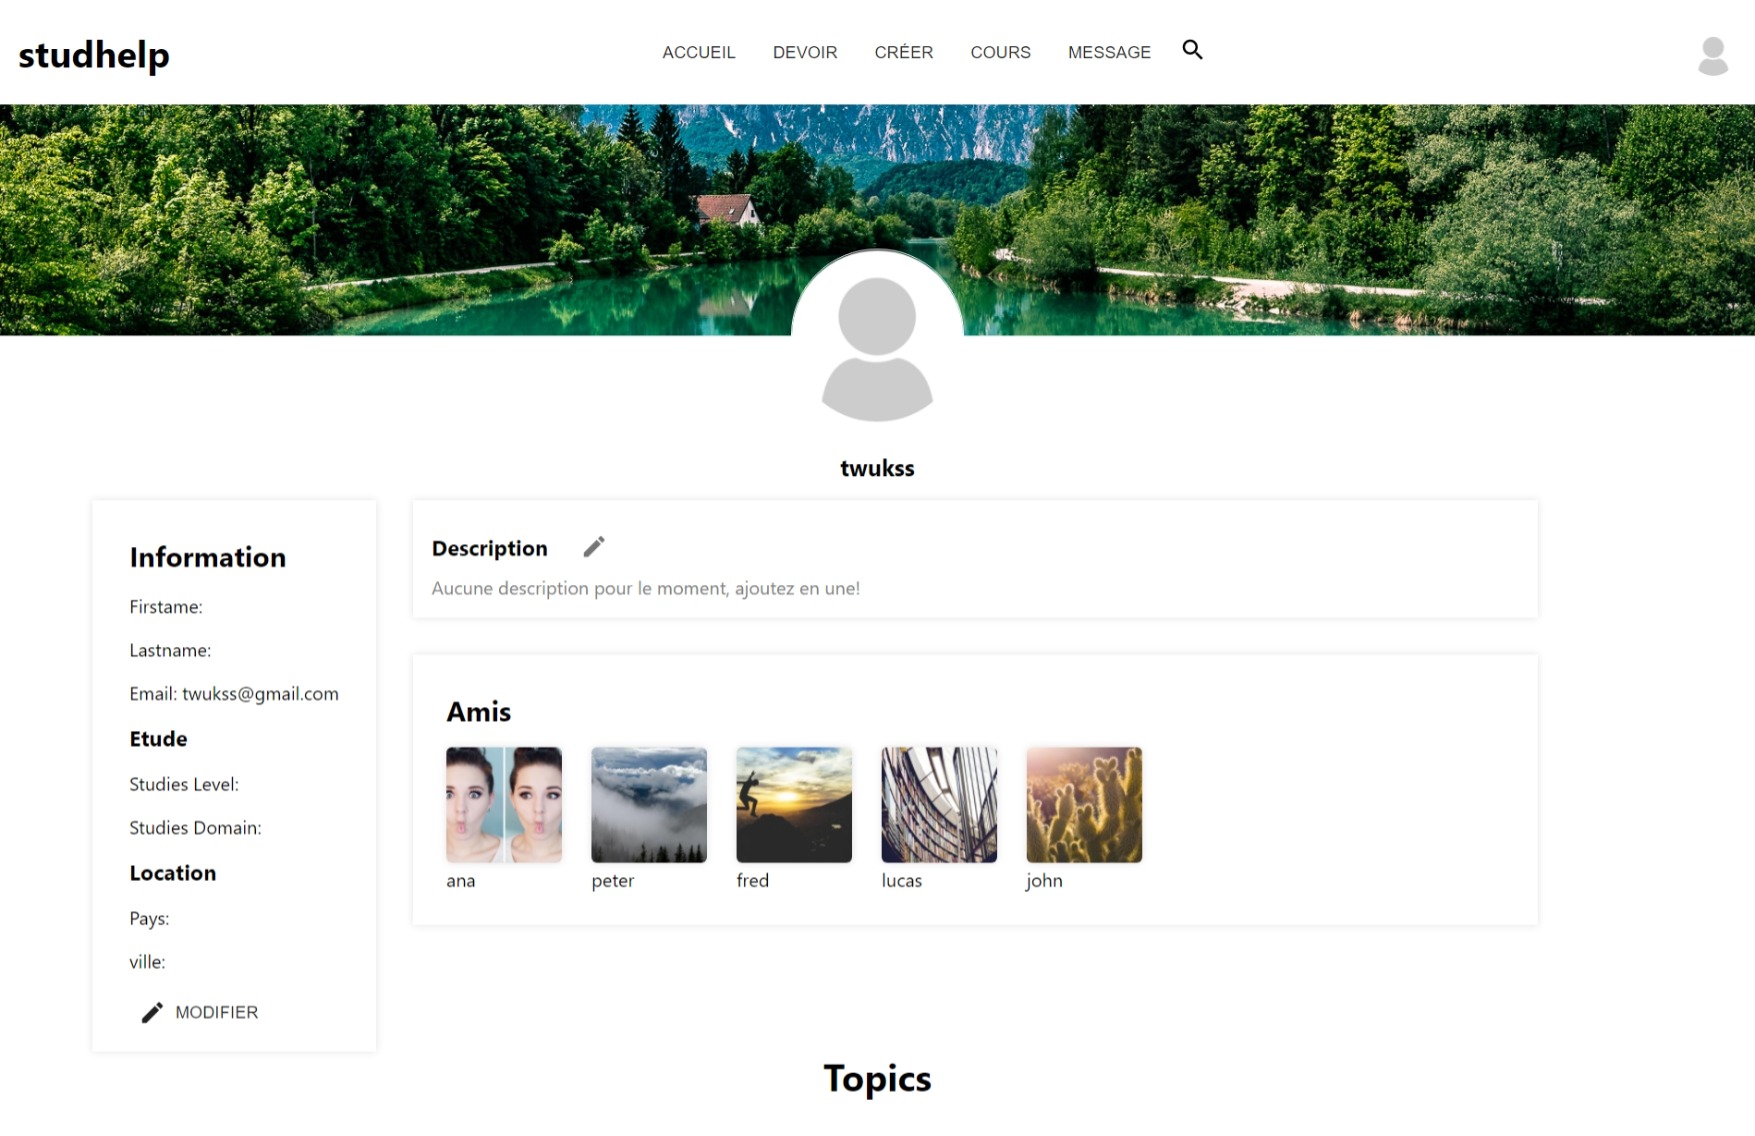 studhelp
ACCUEIL DEVOIR CRÉER COURS MESSAGE
twukss
Information
Firstame:
Lastname:
Email: twukss@gmail.com
Etude
Studies Level:
Studies Domain:
Location
Pays:
ville:
MODIFIER
Description
Aucune description pour le moment, ajoutez en une!
Amis
ana peter fred lucas john
Topics